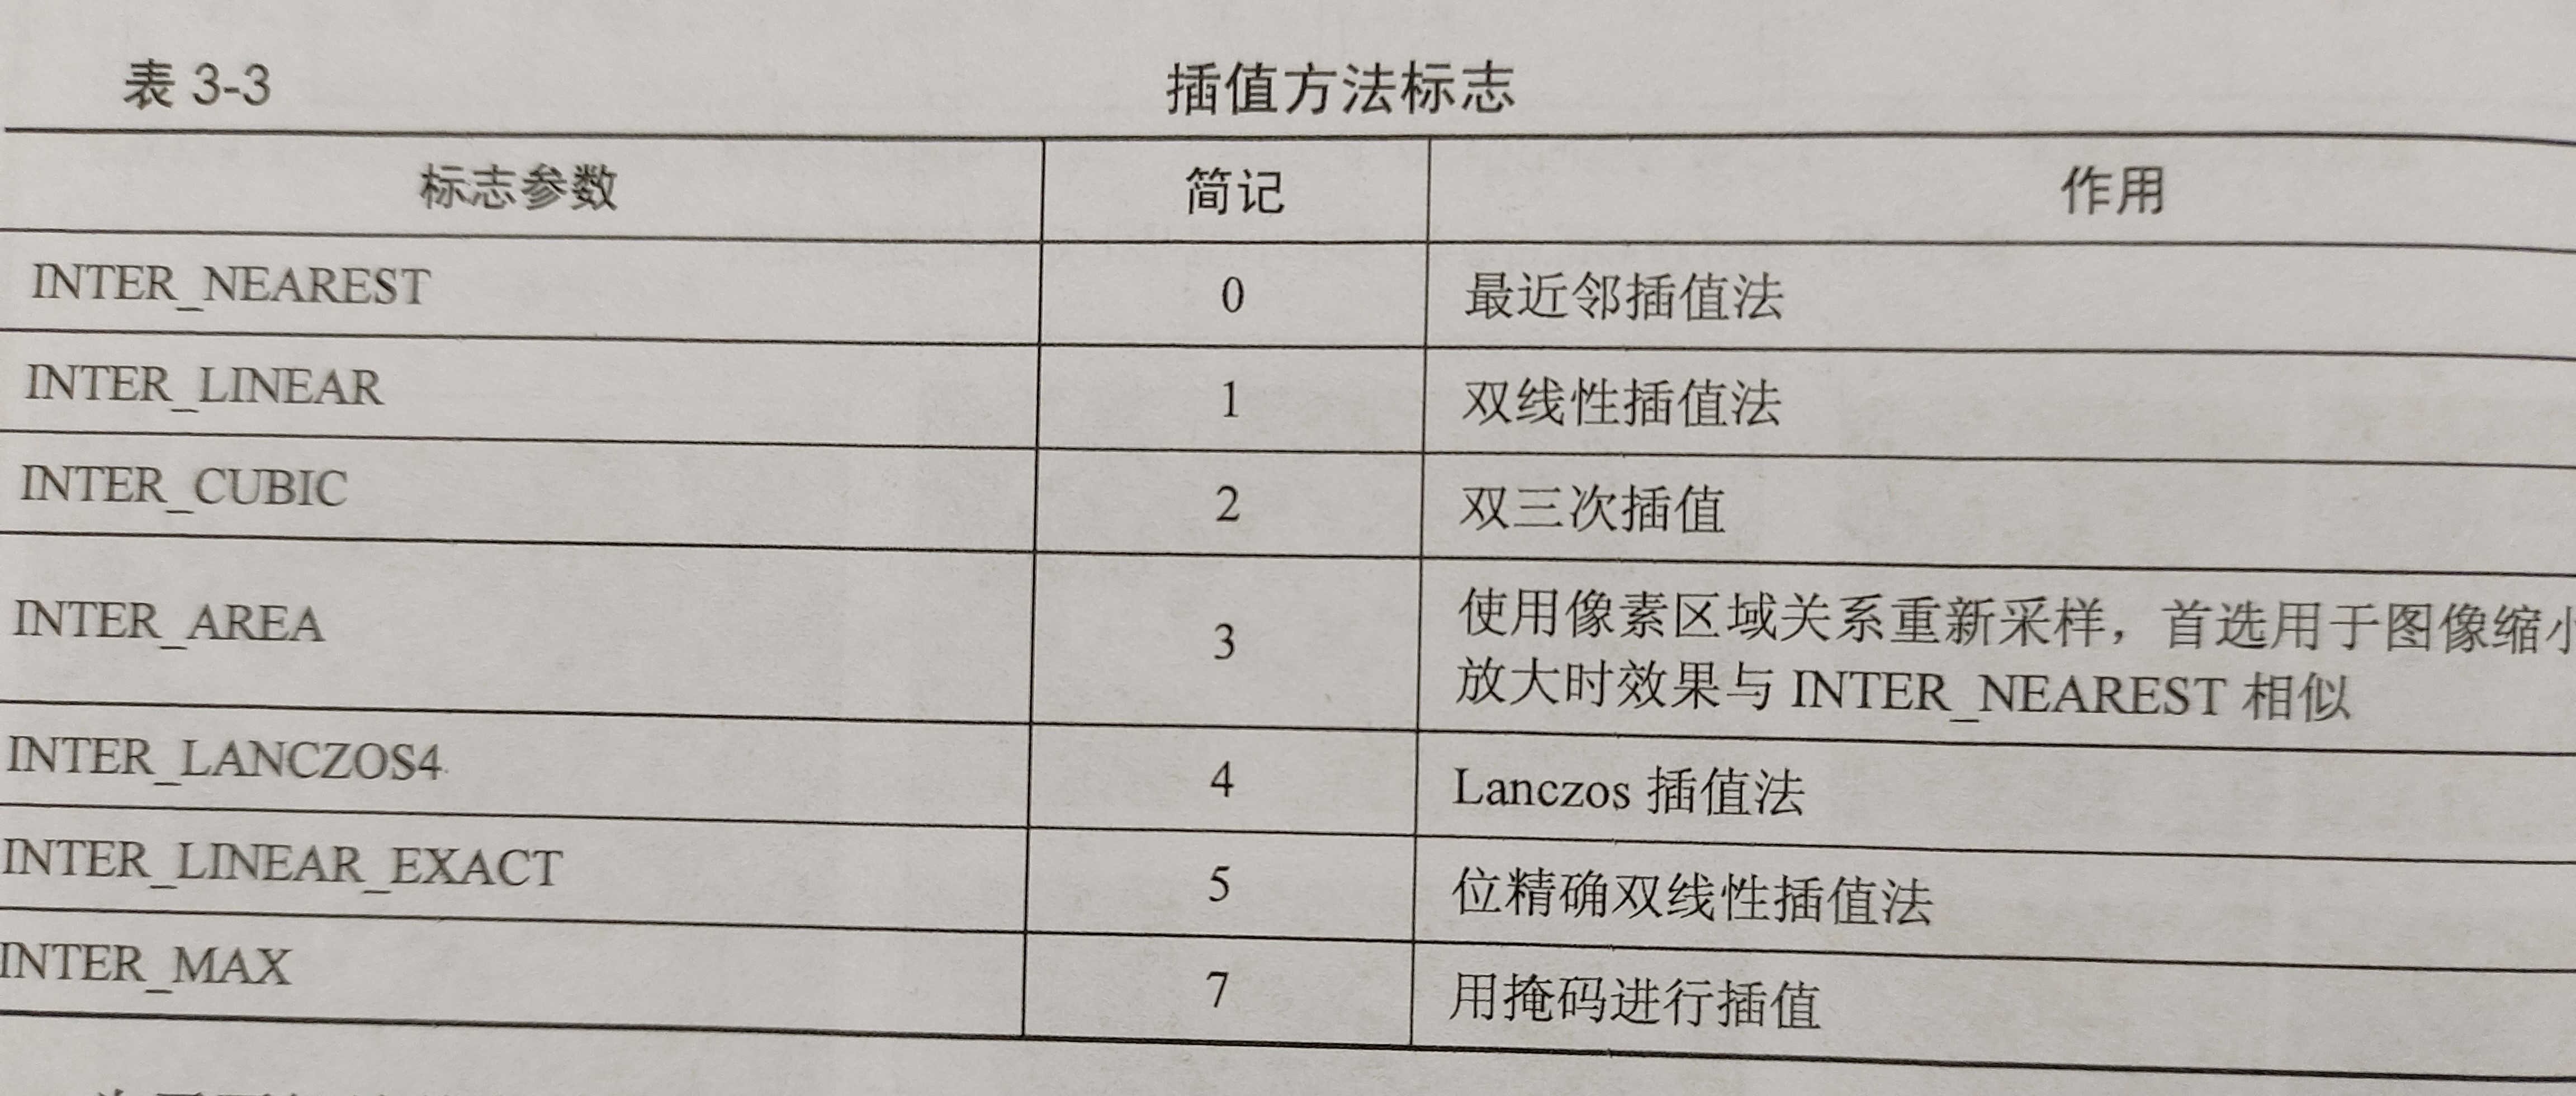 表 3-3 插值方法标志
标志参数 简记 作用
INTER_NEAREST 0 最近邻插值法
INTER_LINEAR 1 双线性插值法
INTER_CUBIC 2 双三次插值
INTER_AREA 3 使用像素区域关系重新采样，首选用于图像缩小
放大时效果与 INTER_NEAREST 相似
INTER_LANCZOS4 4 Lanczos 插值法
INTER_LINEAR_EXACT 5 位精确双线性插值法
INTER_MAX 7 用掩码进行插值